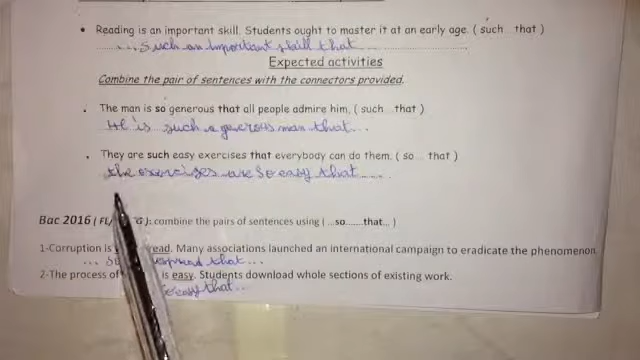 • Reading is an important skill. Students ought to master it at an early age. ( such... that )
... Such an important skill that ...
Expected activities
Combine the pair of sentences with the connectors provided.
. The man is so generous that all people admire him. ( such ...that )
He is such a generous man that...
. They are such easy exercises that everybody can do them. ( so... that )
the exercises are so easy that......
Bac 2016 ( FL/ ): combine the pairs of sentences using ( ...so.......that... )
1-Corruption is read. Many associations launched an international campaign to eradicate the phenomenon.
... that...
2-The process of is easy. Students download whole sections of existing work.
so easy that...